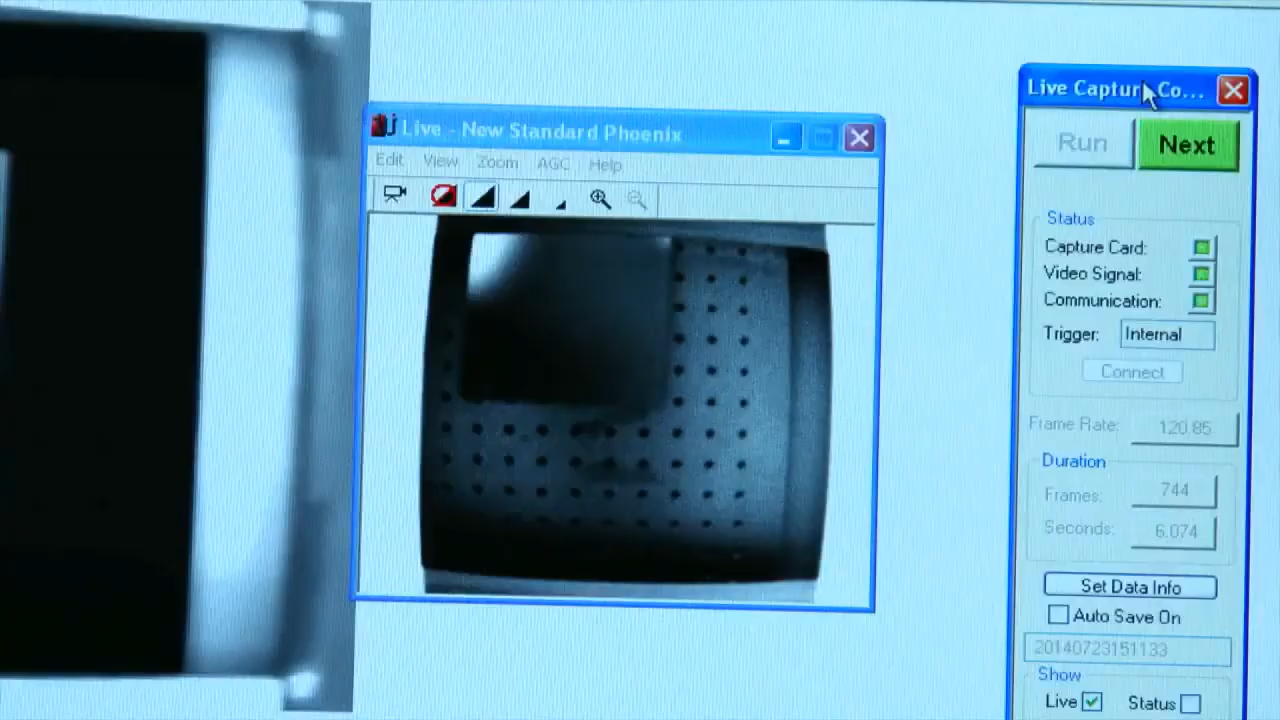 Live - New Standard Phoenix
Edit View Zoom AGC Help
Live Captur Co...
Run Next
Status
Capture Card:
Video Signal:
Communication:
Trigger: Internal
Connect
Frame Rate: 120.85
Duration
Frames: 744
Seconds: 6.074
Set Data Info
Auto Save On
20140723151133
Show
Live Status